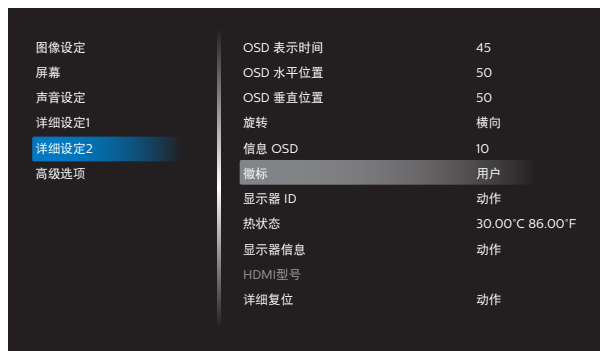 图像设定
屏幕
声音设定
详细设定1
详细设定2
高级选项
OSD 表示时间 45
OSD 水平位置 50
OSD 垂直位置 50
旋转 横向
信息 OSD 10
徽标 用户
显示器 ID 动作
热状态 30.00°C 86.00°F
显示器信息 动作
HDMI型号
详细复位 动作